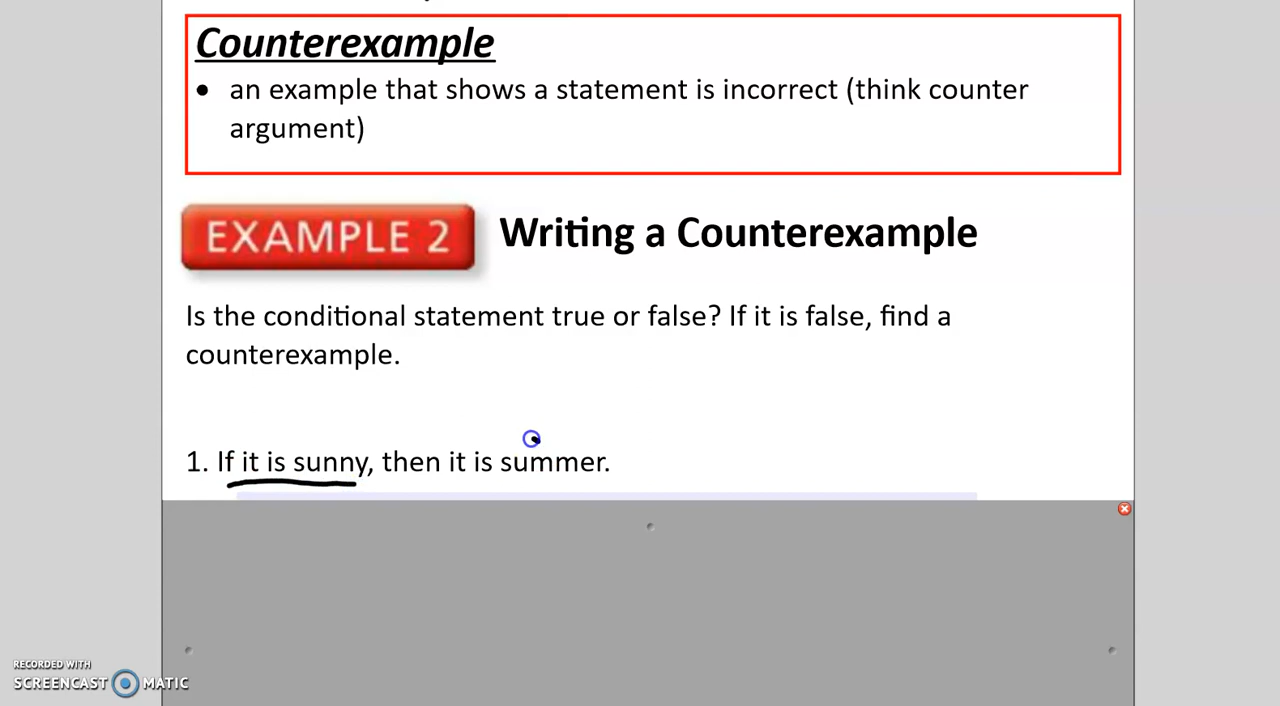 Counterexample
• an example that shows a statement is incorrect (think counter
argument)
EXAMPLE 2 Writing a Counterexample
Is the conditional statement true or false? If it is false, find a
counterexample.
1. If it is sunny, then it is summer.
RECORDED WITH
SCREENCAST MATIC